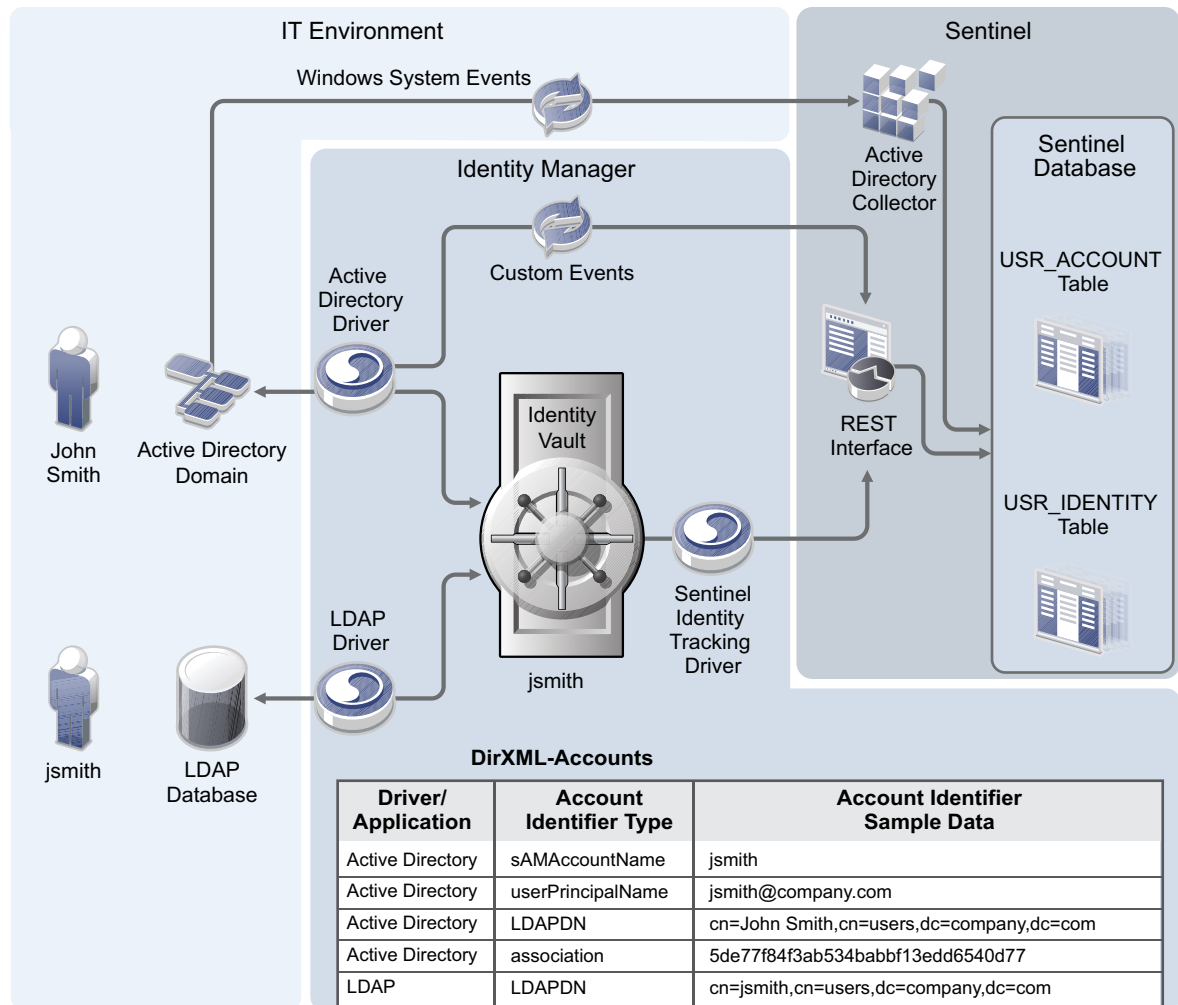 IT Environment
Sentinel
Windows System Events
Active
Directory
Collector
Sentinel
Database
Identity Manager
Custom Events
Active
Directory
Driver
USR_ACCOUNT
Table
John
Smith
Active Directory
Domain
Identity
Vault
REST
Interface
USR_IDENTITY
Table
LDAP
Driver
Sentinel
Identity
Tracking
Driver
jsmith
jsmith
LDAP
Database
DirXML-Accounts
Driver/
Application
Account
Identifier Type
Account Identifier
Sample Data
Active Directory sAMAccountName jsmith
Active Directory userPrincipalName jsmith@company.com
Active Directory LDAPDN cn=John Smith,cn=users,dc=company,dc=com
Active Directory association 5de77f84f3ab534babbf13edd6540d77
LDAP LDAPDN cn=jsmith,cn=users,dc=company,dc=com